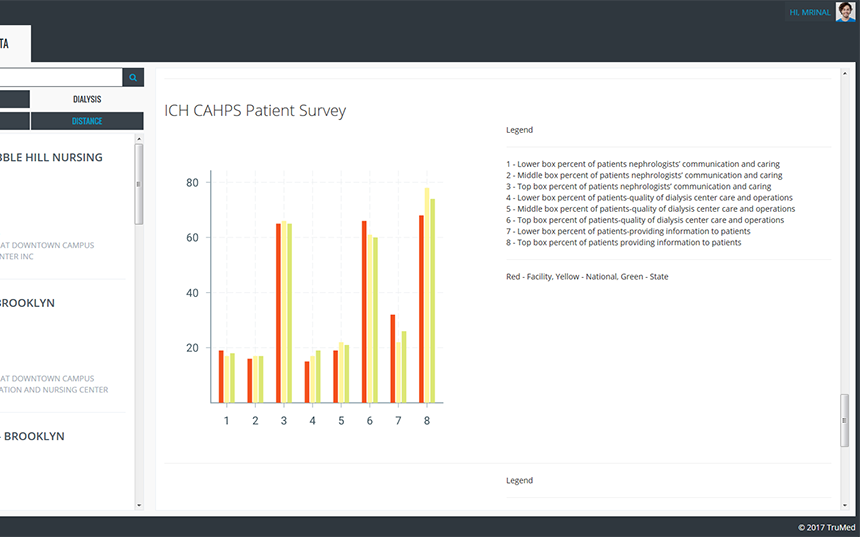 HI, MRINAL
TA
DIALYSIS
DISTANCE
BBLE HILL NURSING
AT DOWNTOWN CAMPUS
NTER INC
BROOKLYN
AT DOWNTOWN CAMPUS
ATION AND NURSING CENTER
- BROOKLYN
ICH CAHPS Patient Survey
80
60
40
20
1 2 3 4 5 6 7 8
Legend
1 - Lower box percent of patients nephrologists' communication and caring
2 - Middle box percent of patients nephrologists' communication and caring
3 - Top box percent of patients nephrologists' communication and caring
4 - Lower box percent of patients-quality of dialysis center care and operations
5 - Middle box percent of patients-quality of dialysis center care and operations
6 - Top box percent of patients-quality of dialysis center care and operations
7 - Lower box percent of patients-providing information to patients
8 - Top box percent of patients providing information to patients
Red - Facility, Yellow - National, Green - State
Legend
© 2017 TruMed